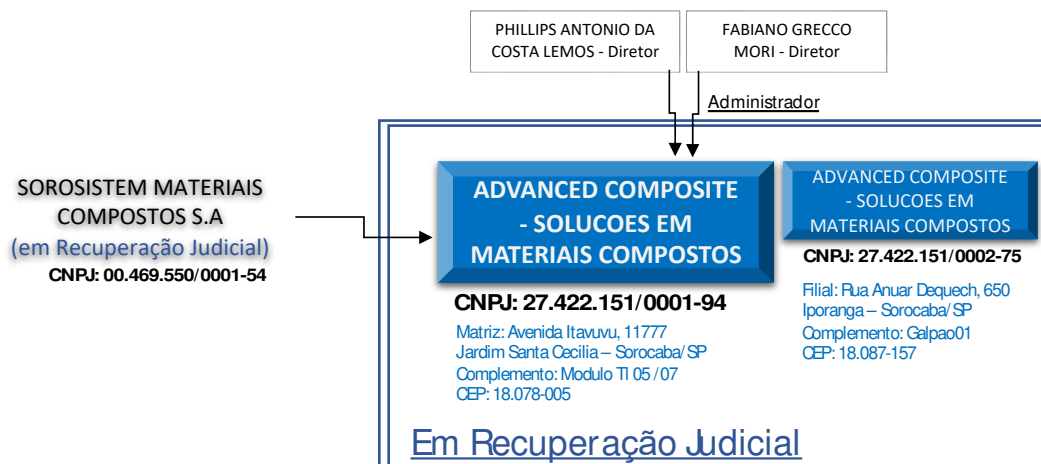 PHILLIPS ANTONIO DA
COSTA LEMOS - Diretor
FABIANO GRECCO
MORI - Diretor
Administrador
SOROSISTEM MATERIAIS
COMPOSTOS S.A
(em Recuperação Judicial)
CNPJ: 00.469.550/0001-54
ADVANCED COMPOSITE
- SOLUCOES EM
MATERIAIS COMPOSTOS
CNPJ: 27.422.151/0001-94
Matriz: Avenida Itavuvu, 11777
Jardim Santa Cecilia – Sorocaba/SP
Complemento: Modulo TI 05 / 07
CEP: 18.078-005
ADVANCED COMPOSITE
- SOLUCOES EM
MATERIAIS COMPOSTOS
CNPJ: 27.422.151/0002-75
Filial: Rua Anuar Dequech, 650
Iporanga – Sorocaba/SP
Complemento: Galpao01
CEP: 18.087-157
Em Recuperação Judicial